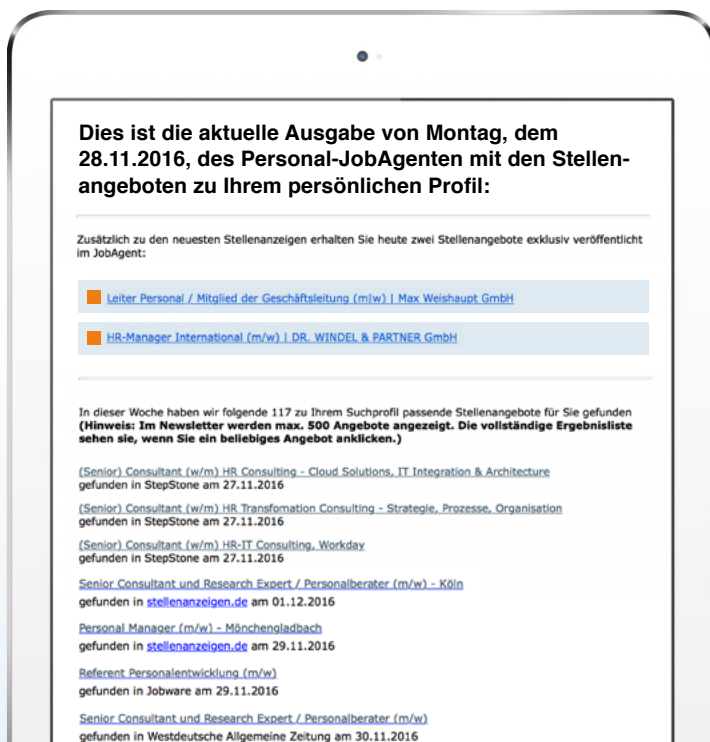 Dies ist die aktuelle Ausgabe von Montag, dem
28.11.2016, des Personal-JobAgenten mit den Stellen-
angeboten zu Ihrem persönlichen Profil:
Zusätzlich zu den neuesten Stellenanzeigen erhalten Sie heute zwei Stellenangebote exklusiv veröffentlicht
im JobAgent:
Leiter Personal / Mitglied der Geschäftsleitung (m|w) | Max Weishaupt GmbH
HR-Manager International (m/w) | DR. WINDEL & PARTNER GmbH
In dieser Woche haben wir folgende 117 zu Ihrem Suchprofil passende Stellenangebote für Sie gefunden
(Hinweis: Im Newsletter werden max. 500 Angebote angezeigt. Die vollständige Ergebnisliste
sehen sie, wenn Sie ein beliebiges Angebot anklicken.)
(Senior) Consultant (w/m) HR Consulting - Cloud Solutions, IT Integration & Architecture
gefunden in StepStone am 27.11.2016
(Senior) Consultant (w/m) HR Transfomation Consulting - Strategie, Prozesse, Organisation
gefunden in StepStone am 27.11.2016
(Senior) Consultant (w/m) HR-IT Consulting, Workday
gefunden in StepStone am 27.11.2016
Senior Consultant und Research Expert / Personalberater (m/w) - Köln
gefunden in stellenanzeigen.de am 01.12.2016
Personal Manager (m/w) - Mönchengladbach
gefunden in stellenanzeigen.de am 29.11.2016
Referent Personalentwicklung (m/w)
gefunden in Jobware am 29.11.2016
Senior Consultant und Research Expert / Personalberater (m/w)
gefunden in Westdeutsche Allgemeine Zeitung am 30.11.2016